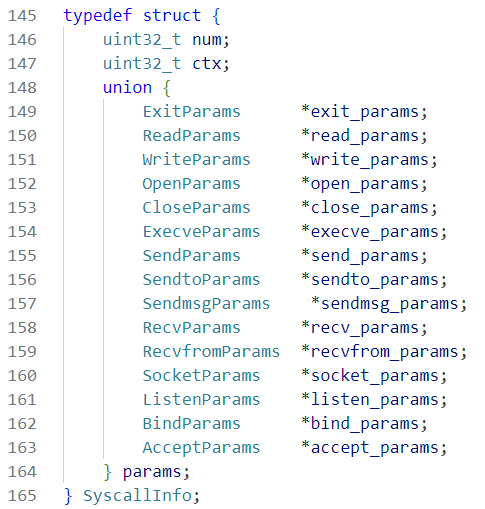 145 typedef struct {
146     uint32_t num;
147     uint32_t ctx;
148     union {
149         ExitParams      *exit_params;
150         ReadParams      *read_params;
151         WriteParams     *write_params;
152         OpenParams      *open_params;
153         CloseParams     *close_params;
154         ExecveParams    *execve_params;
155         SendParams      *send_params;
156         SendtoParams    *sendto_params;
157         SendmsgParams    *sendmsg_params;
158         RecvParams      *recv_params;
159         RecvfromParams  *recvfrom_params;
160         SocketParams    *socket_params;
161         ListenParams    *listen_params;
162         BindParams      *bind_params;
163         AcceptParams    *accept_params;
164     } params;
165 } SyscallInfo;